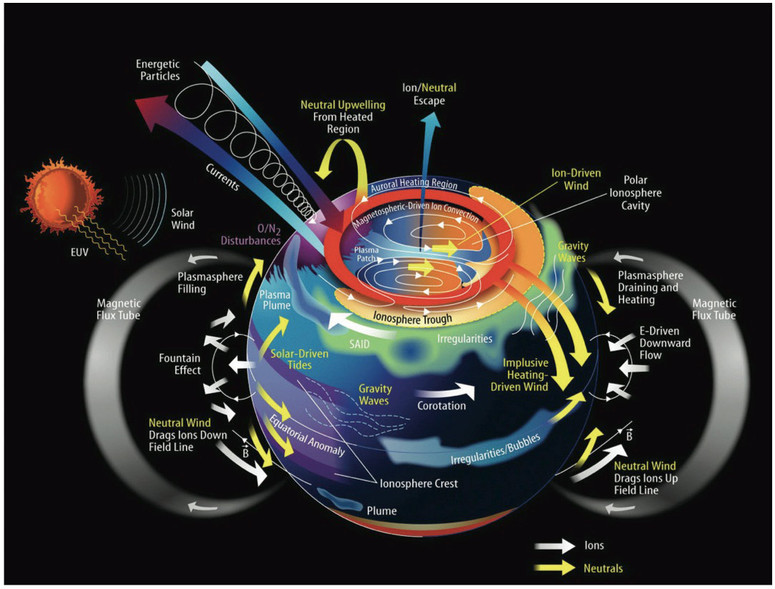 Energetic
Particles
Neutral Upwelling
From Heated
Region
Ion/Neutral
Escape
Currents
Auroral Heating Region
Ion-Driven
Wind
Polar
Ionosphere
Cavity
Magnetospheric-Driven Ion Convection
Solar
Wind
EUV
O/N2
Disturbances
Plasma
Patch
Gravity
Waves
Plasmasphere
Filling
Plasma
Plume
Plasmasphere
Draining and
Heating
Magnetic
Flux Tube
Magnetic
Flux Tube
Ionosphere Trough
SAID
Irregularities
E-Driven
Downward
Flow
Fountain
Effect
Solar-Driven
Tides
Implusive
Heating-
Driven Wind
Gravity
Waves
Corotation
Neutral Wind
Drags Ions Down
Field Line
B
Equatorial Anomaly
Irregularities/Bubbles
B
Neutral Wind
Drags Ions Up
Field Line
Ionosphere Crest
Plume
Ions
Neutrals